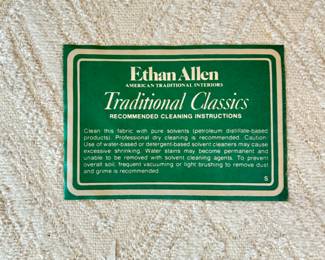 Ethan Allen
AMERICAN TRADITIONAL INTERIORS
Traditional Classics
RECOMMENDED CLEANING INSTRUCTIONS
Clean this fabric with pure solvents (petroleum distillate-based
products). Professional dry cleaning is recommended. Caution:
Use of water-based or detergent-based solvent cleaners may cause
excessive shrinking. Water stains may become permanent and
unable to be removed with solvent cleaning agents. To prevent
overall soil, frequent vacuuming or light brushing to remove dust
and grime is recommended.
S